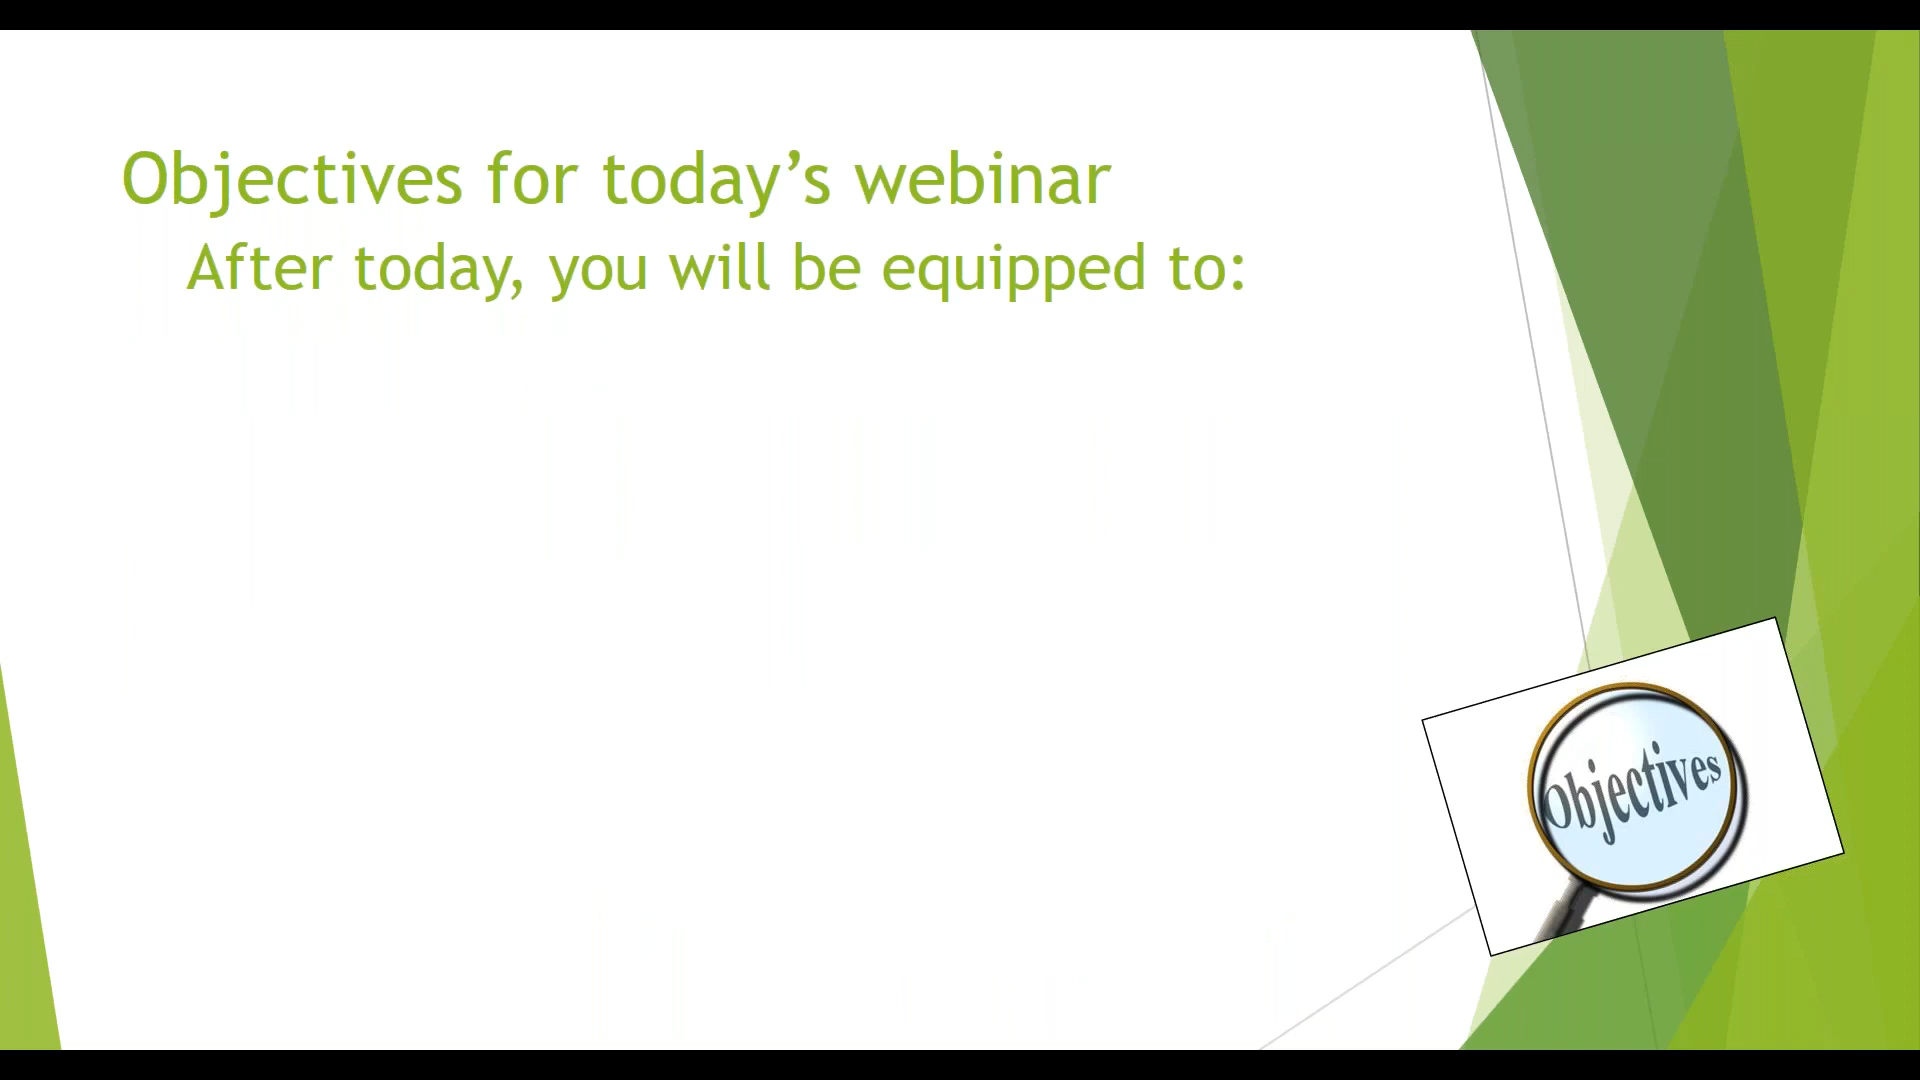 Objectives for today’s webinar
After today, you will be equipped to:
Objectives